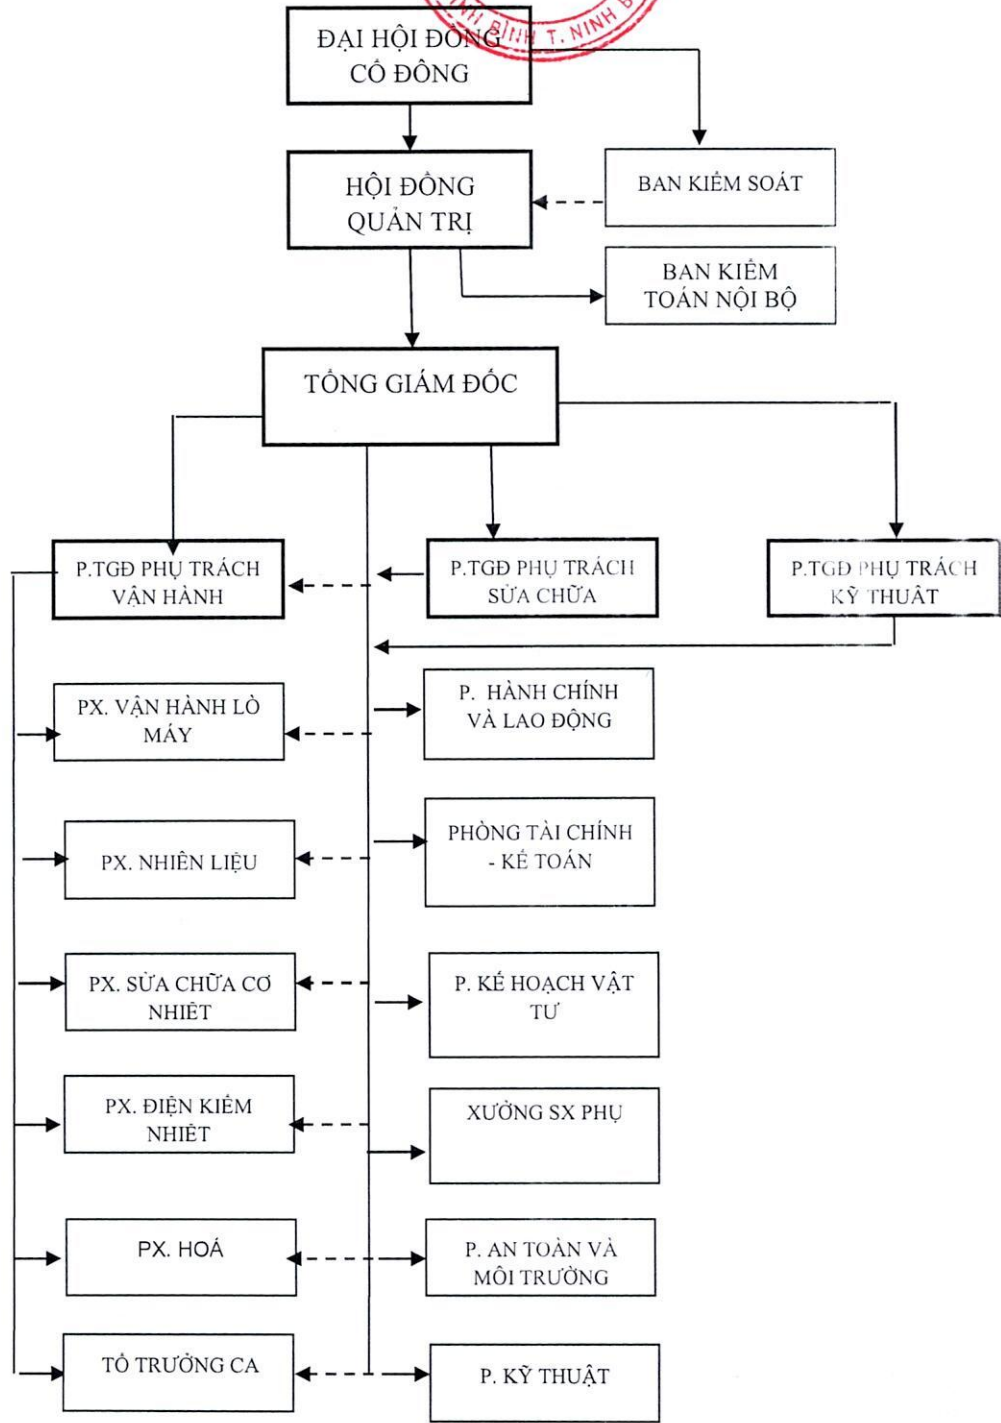 ÌNH BÌNH T. NINH B
ĐẠI HỘI ĐỒNG
CỔ ĐÔNG
HỘI ĐỒNG
QUẢN TRỊ
BAN KIỂM SOÁT
BAN KIỂM
TOÁN NỘI BỘ
TỔNG GIÁM ĐỐC
P.TGĐ PHỤ TRÁCH
VẬN HÀNH
P.TGĐ PHỤ TRÁCH
SỬA CHỮA
P.TGĐ PHỤ TRÁCH
KỸ THUẬT
PX. VẬN HÀNH LÒ
MÁY
P. HÀNH CHÍNH
VÀ LAO ĐỘNG
PX. NHIÊN LIỆU
PHÒNG TÀI CHÍNH
- KẾ TOÁN
PX. SỬA CHỮA CƠ
NHIỆT
P. KẾ HOẠCH VẬT
TƯ
PX. ĐIỆN KIỂM
NHIỆT
XƯỞNG SX PHỤ
PX. HOÁ
P. AN TOÀN VÀ
MÔI TRƯỜNG
TỔ TRƯỞNG CA
P. KỸ THUẬT